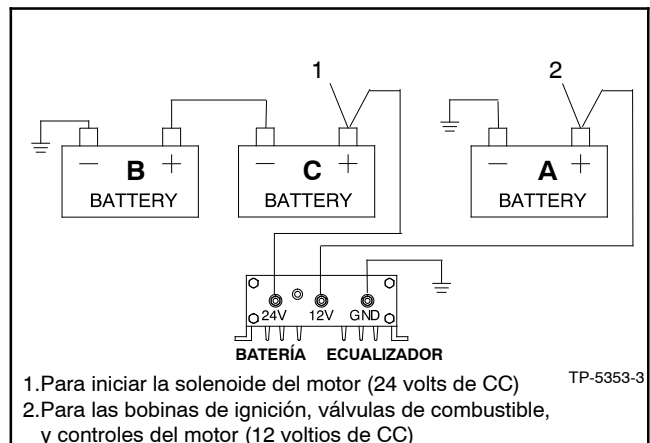 1 2
− B + − C + − A +
BATTERY BATTERY BATTERY
24V 12V GND
BATERÍA ECUALIZADOR
TP-5353-3
1.Para iniciar la solenoide del motor (24 volts de CC)
2.Para las bobinas de ignición, válvulas de combustible,
y controles del motor (12 voltios de CC)